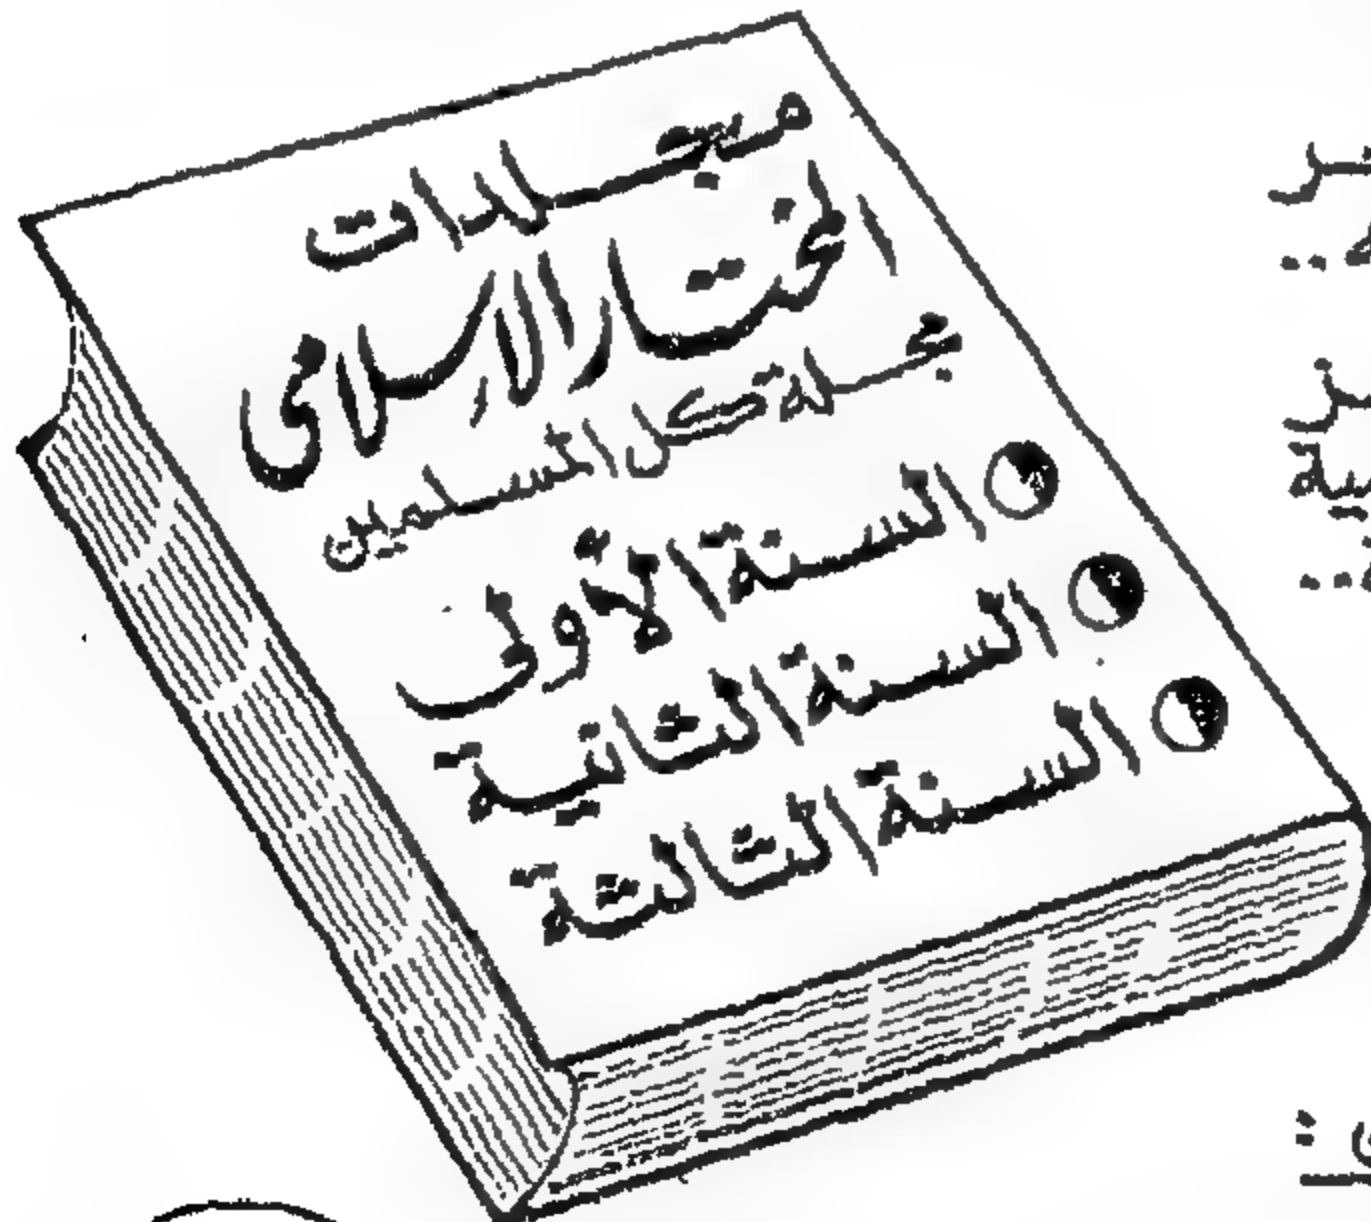 مجلدات
المختار الإسلامى
مجلة كل المسلمين
السنة الأولى
السنة الثانية
السنة الثالثة